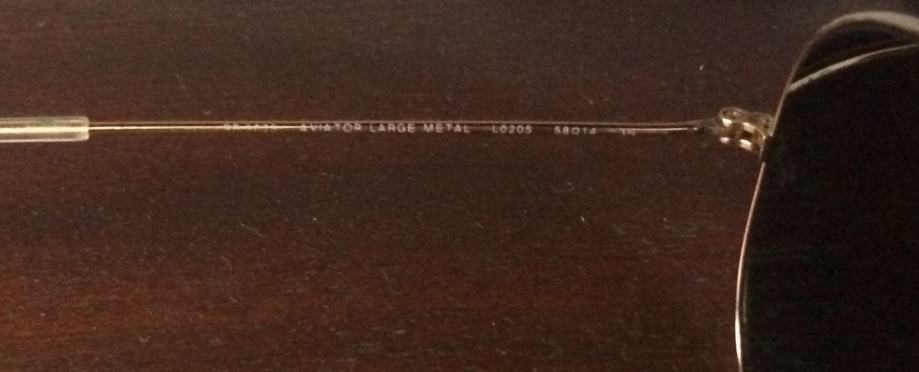 AVIATOR LARGE METAL L0205 58□14